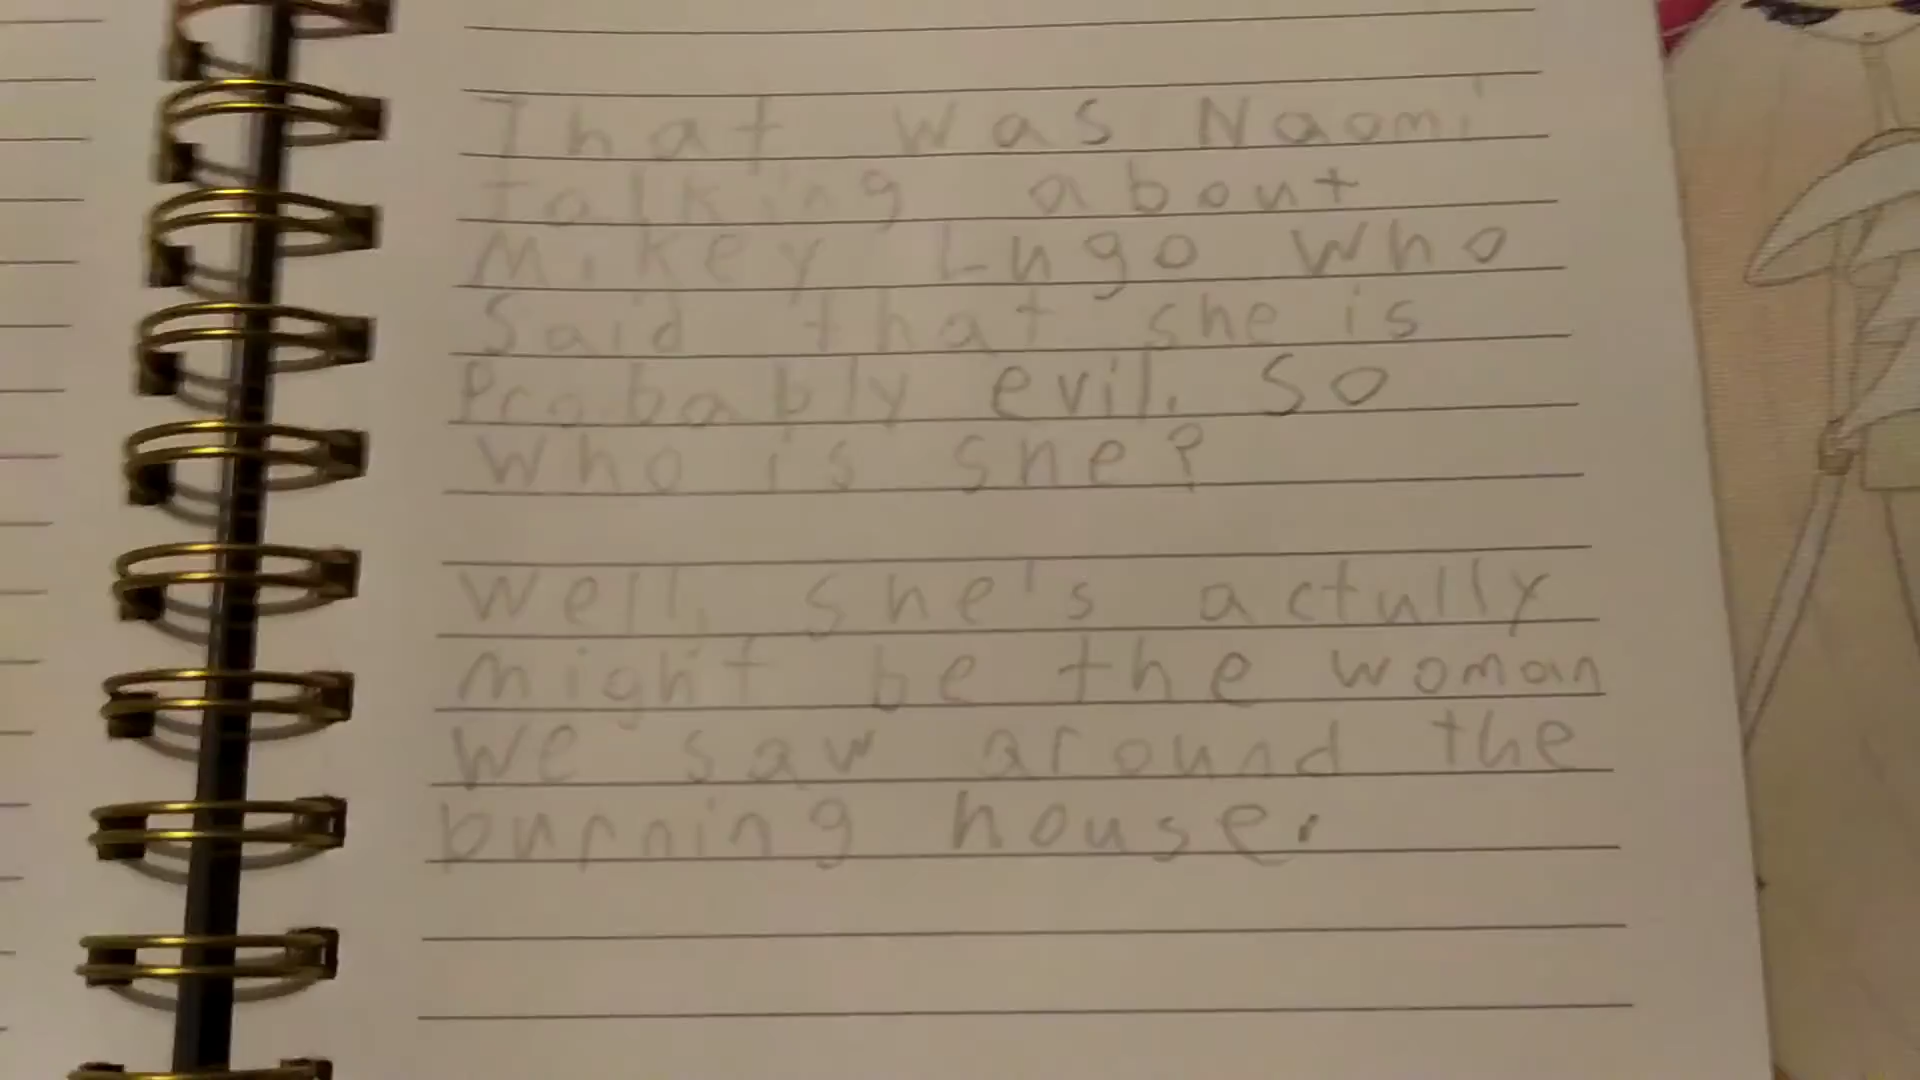 That was Naomi
talking about
Mikey Lugo who
Said that she is
Probably evil. So
who is she?
Well, she's actully
might be the woman
we saw around the
burning house.